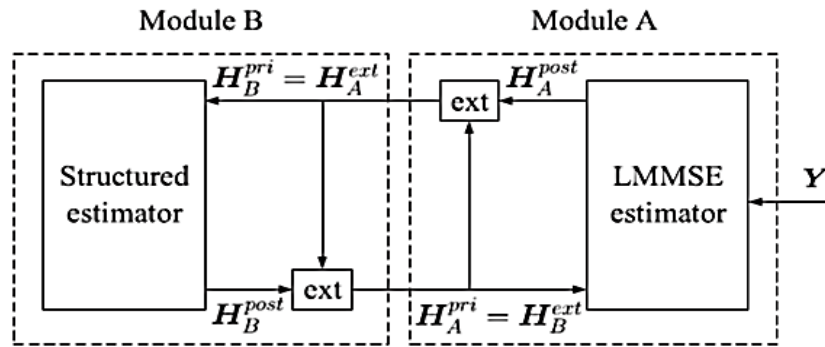 Module B
Module A
H_B^{pri} = H_A^{ext}
H_A^{post}
ext
Structured
estimator
LMMSE
estimator
Y
ext
H_B^{post}
H_A^{pri} = H_B^{ext}